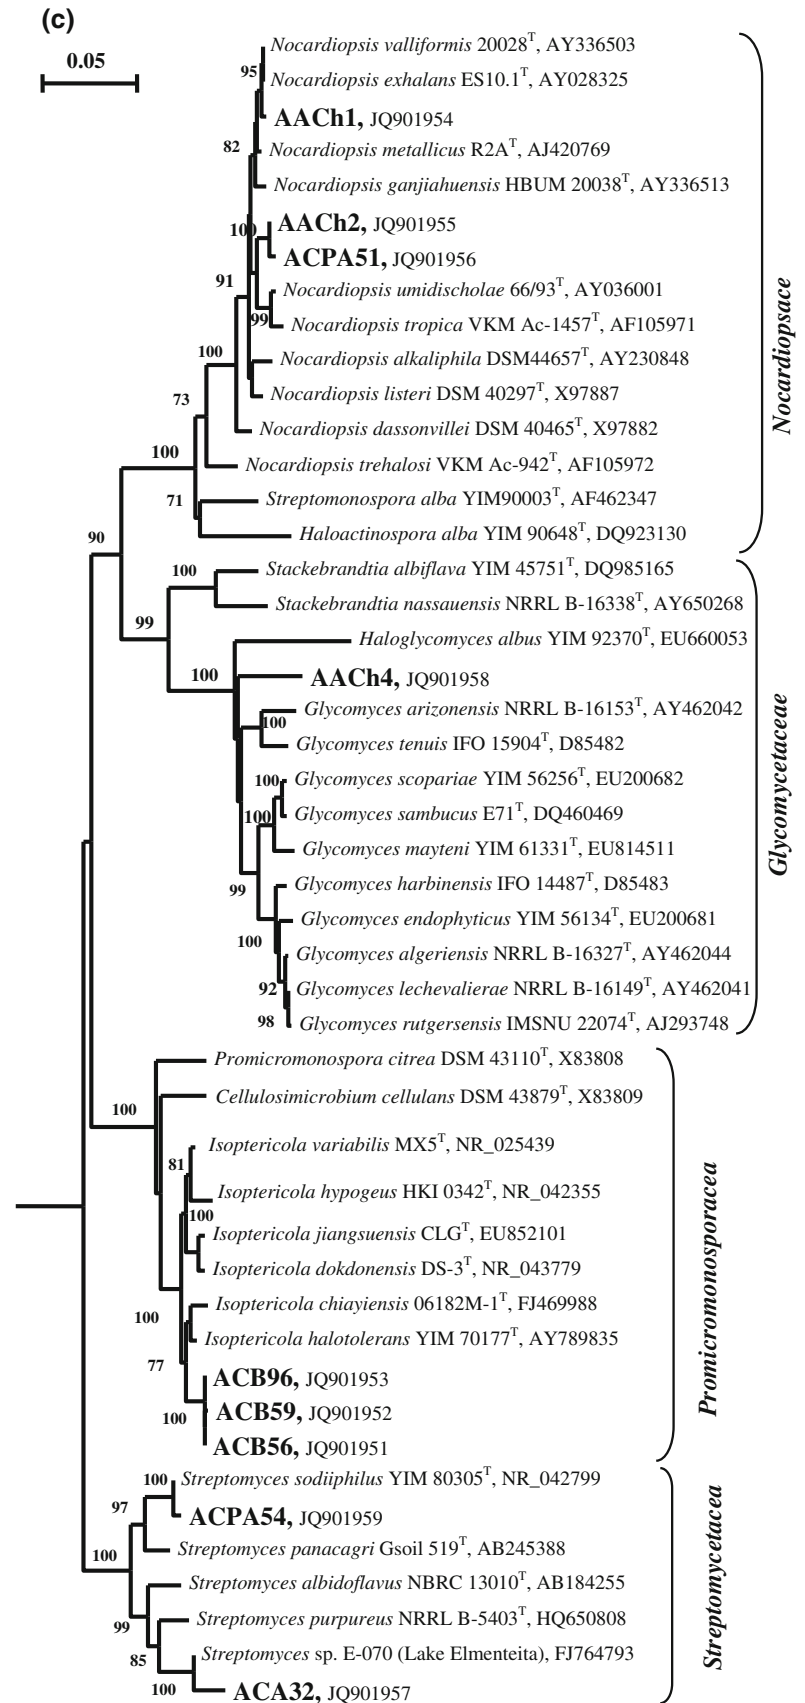 (c)
0.05
Nocardiopsis valliformis 20028ᵀ, AY336503
95
Nocardiopsis exhalans ES10.1ᵀ, AY028325
AACh1, JQ901954
82
Nocardiopsis metallicus R2Aᵀ, AJ420769
Nocardiopsis ganjiahuensis HBUM 20038ᵀ, AY336513
AACh2, JQ901955
100
ACPA51, JQ901956
91
Nocardiopsis umidischolae 66/93ᵀ, AY036001
99
Nocardiopsis tropica VKM Ac-1457ᵀ, AF105971
100
Nocardiopsis alkaliphila DSM44657ᵀ, AY230848
Nocardiopsis listeri DSM 40297ᵀ, X97887
73
Nocardiopsis dassonvillei DSM 40465ᵀ, X97882
100
Nocardiopsis trehalosi VKM Ac-942ᵀ, AF105972
71
Streptomonospora alba YIM90003ᵀ, AF462347
Haloactinospora alba YIM 90648ᵀ, DQ923130
Nocardiopsace
90
100
Stackebrandtia albiflava YIM 45751ᵀ, DQ985165
Stackebrandtia nassauensis NRRL B-16338ᵀ, AY650268
99
Haloglycomyces albus YIM 92370ᵀ, EU660053
100
AACh4, JQ901958
Glycomyces arizonensis NRRL B-16153ᵀ, AY462042
100
Glycomyces tenuis IFO 15904ᵀ, D85482
100
Glycomyces scopariae YIM 56256ᵀ, EU200682
100
Glycomyces sambucus E71ᵀ, DQ460469
Glycomyces mayteni YIM 61331ᵀ, EU814511
99
Glycomyces harbinensis IFO 14487ᵀ, D85483
Glycomyces endophyticus YIM 56134ᵀ, EU200681
100
Glycomyces algeriensis NRRL B-16327ᵀ, AY462044
92
Glycomyces lechevalierae NRRL B-16149ᵀ, AY462041
98
Glycomyces rutgersensis IMSNU 22074ᵀ, AJ293748
Glycomycetaceae
Promicromonospora citrea DSM 43110ᵀ, X83808
100
Cellulosimicrobium cellulans DSM 43879ᵀ, X83809
Isoptericola variabilis MX5ᵀ, NR_025439
81
Isoptericola hypogeus HKI 0342ᵀ, NR_042355
100
Isoptericola jiangsuensis CLGᵀ, EU852101
Isoptericola dokdonensis DS-3ᵀ, NR_043779
100
Isoptericola chiayiensis 06182M-1ᵀ, FJ469988
Isoptericola halotolerans YIM 70177ᵀ, AY789835
77
ACB96, JQ901953
100
ACB59, JQ901952
ACB56, JQ901951
Promicromonosporacea
100
Streptomyces sodiiphilus YIM 80305ᵀ, NR_042799
97
ACPA54, JQ901959
100
Streptomyces panacagri Gsoil 519ᵀ, AB245388
Streptomyces albidoflavus NBRC 13010ᵀ, AB184255
99
Streptomyces purpureus NRRL B-5403ᵀ, HQ650808
85
Streptomyces sp. E-070 (Lake Elmenteita), FJ764793
100
ACA32, JQ901957
Streptomycetacea